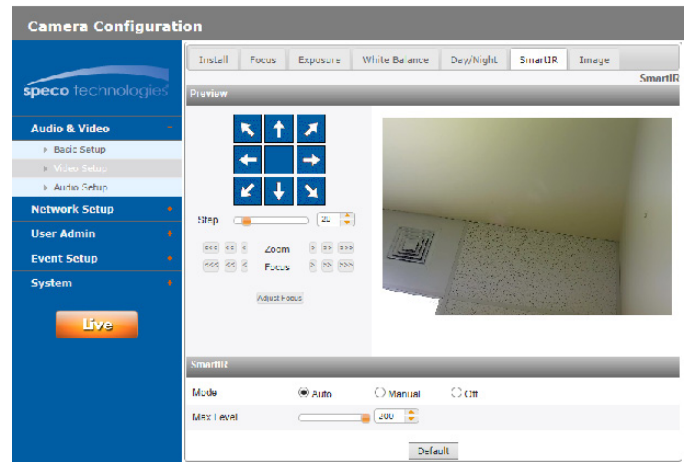 Camera Configuration
Install Focus Exposure White Balance Day/Night SmartIR Image
SmartIR
speco technologies
Preview
Audio & Video -
Basic Setup
Video Setup
Audio Setup
Network Setup +
User Admin +
Event Setup +
System +
Live
Step 20
<<< << < Zoom > >> >>>
<<< << < Focus > >> >>>
Adjust Focus
SmartIR
Mode Auto Manual Off
Max Level 200
Default